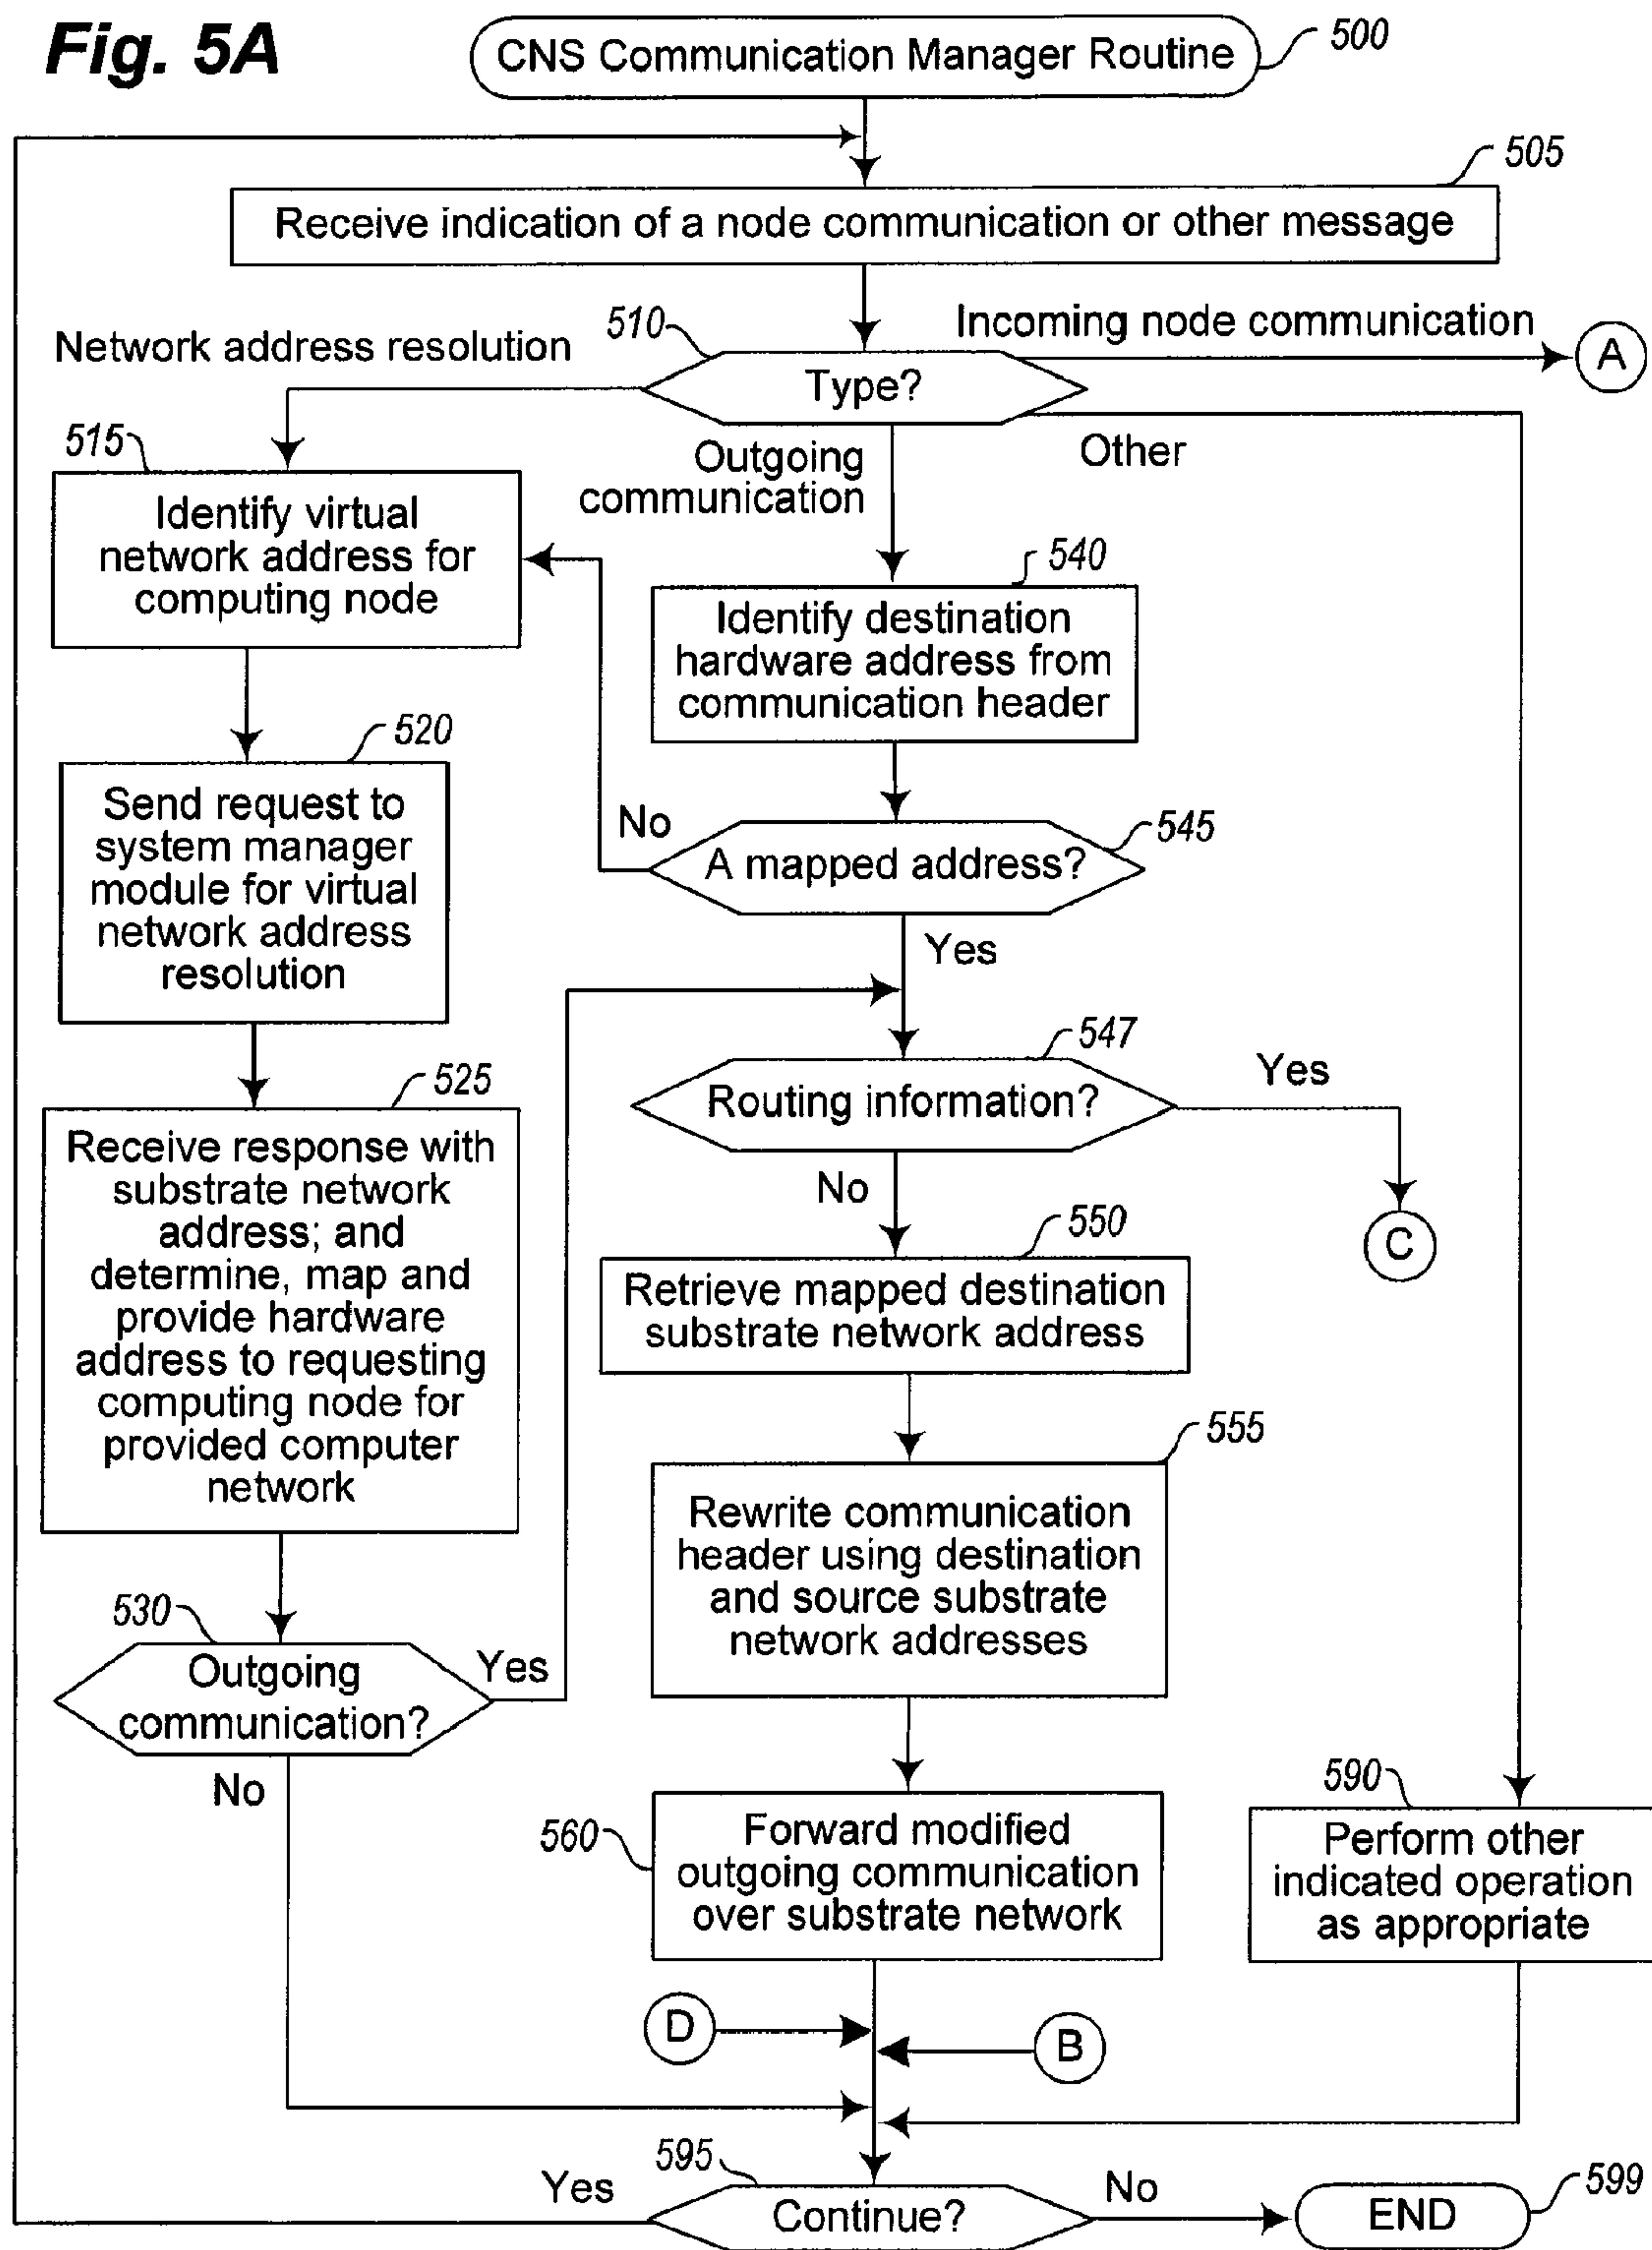 Fig. 5A
CNS Communication Manager Routine
500
505
Receive indication of a node communication or other message
510
Incoming node communication
A
Network address resolution
Type?
515
Outgoing
communication
Other
Identify virtual
network address for
computing node
540
Identify destination
hardware address from
communication header
520
Send request to
system manager
module for virtual
network address
resolution
No
A mapped address?
545
Yes
547
Routing information?
Yes
C
525
Receive response with
substrate network
address; and
determine, map and
provide hardware
address to requesting
computing node for
provided computer
network
No
550
Retrieve mapped destination
substrate network address
555
Rewrite communication
header using destination
and source substrate
network addresses
530
Outgoing
communication?
Yes
No
560
Forward modified
outgoing communication
over substrate network
590
Perform other
indicated operation
as appropriate
D
B
595
Yes
Continue?
No
END
599